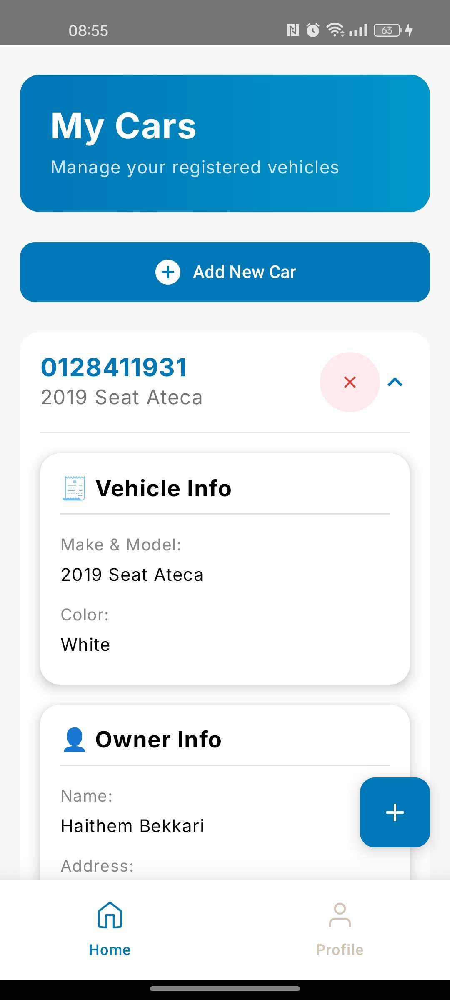 08:55
63
My Cars
Manage your registered vehicles
Add New Car
0128411931
2019 Seat Ateca
Vehicle Info
Make & Model:
2019 Seat Ateca
Color:
White
Owner Info
Name:
Haithem Bekkari
Address:
Home
Profile